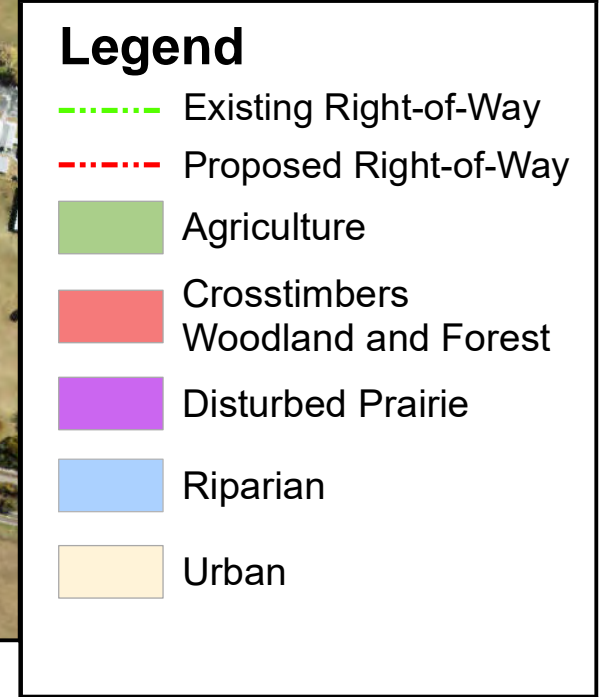 Legend
Existing Right-of-Way
Proposed Right-of-Way
Agriculture
Crosstimbers
Woodland and Forest
Disturbed Prairie
Riparian
Urban